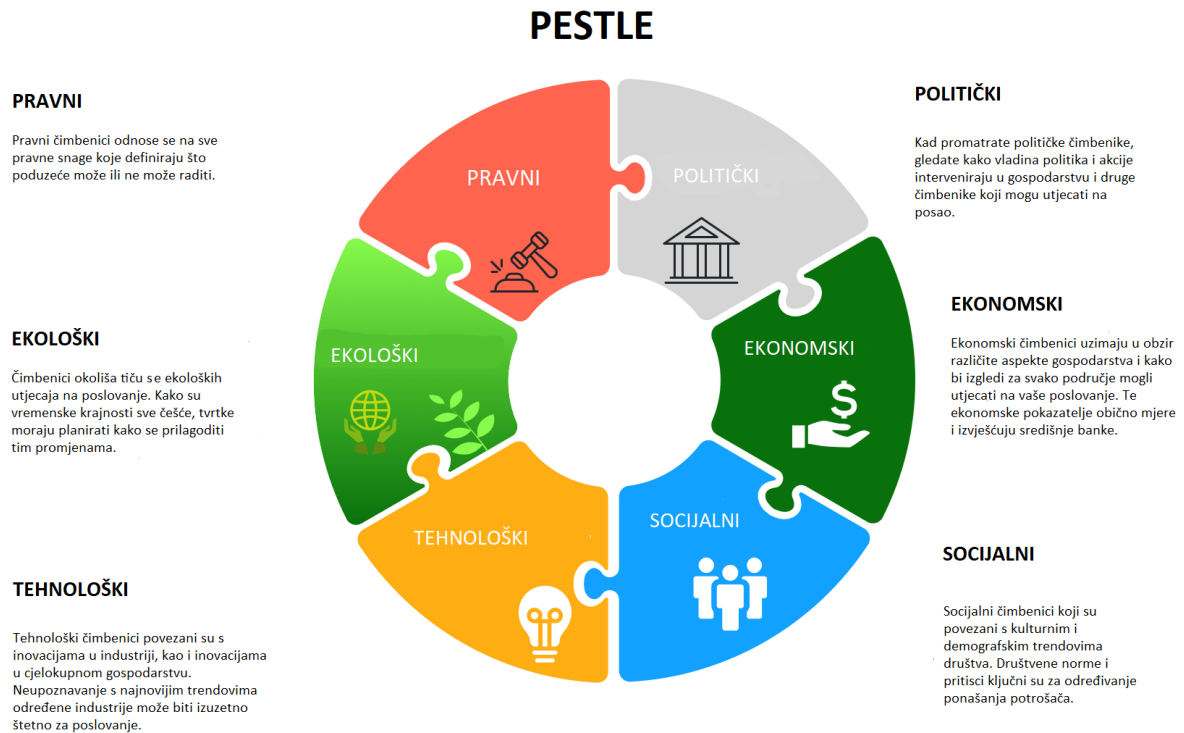 PESTLE
PRAVNI
Pravni čimbenici odnose se na sve
pravne snage koje definiraju što
poduzeće može ili ne može raditi.
EKOLOŠKI
Čimbenici okoliša tiču se ekoloških
utjecaja na poslovanje. Kako su
vremenske krajnosti sve češće, tvrtke
moraju planirati kako se prilagoditi
tim promjenama.
TEHNOLOŠKI
Tehnološki čimbenici povezani su s
inovacijama u industriji, kao i inovacijama
u cjelokupnom gospodarstvu.
Neupoznavanje s najnovijim trendovima
određene industrije može biti izuzetno
štetno za poslovanje.
PRAVNI
POLITIČKI
EKOLOŠKI
EKONOMSKI
TEHNOLOŠKI
SOCIJALNI
POLITIČKI
Kad promatrate političke čimbenike,
gledate kako vladina politika i akcije
interveniraju u gospodarstvu i druge
čimbenike koji mogu utjecati na
posao.
EKONOMSKI
Ekonomski čimbenici uzimaju u obzir
različite aspekte gospodarstva i kako
bi izgledi za svako područje mogli
utjecati na vaše poslovanje. Te
ekonomske pokazatelje obično mjere
i izvješćuju središnje banke.
SOCIJALNI
Socijalni čimbenici koji su
povezani s kulturnim i
demografskim trendovima
društva. Društvene norme i
pritisci ključni su za određivanje
ponašanja potrošača.
$